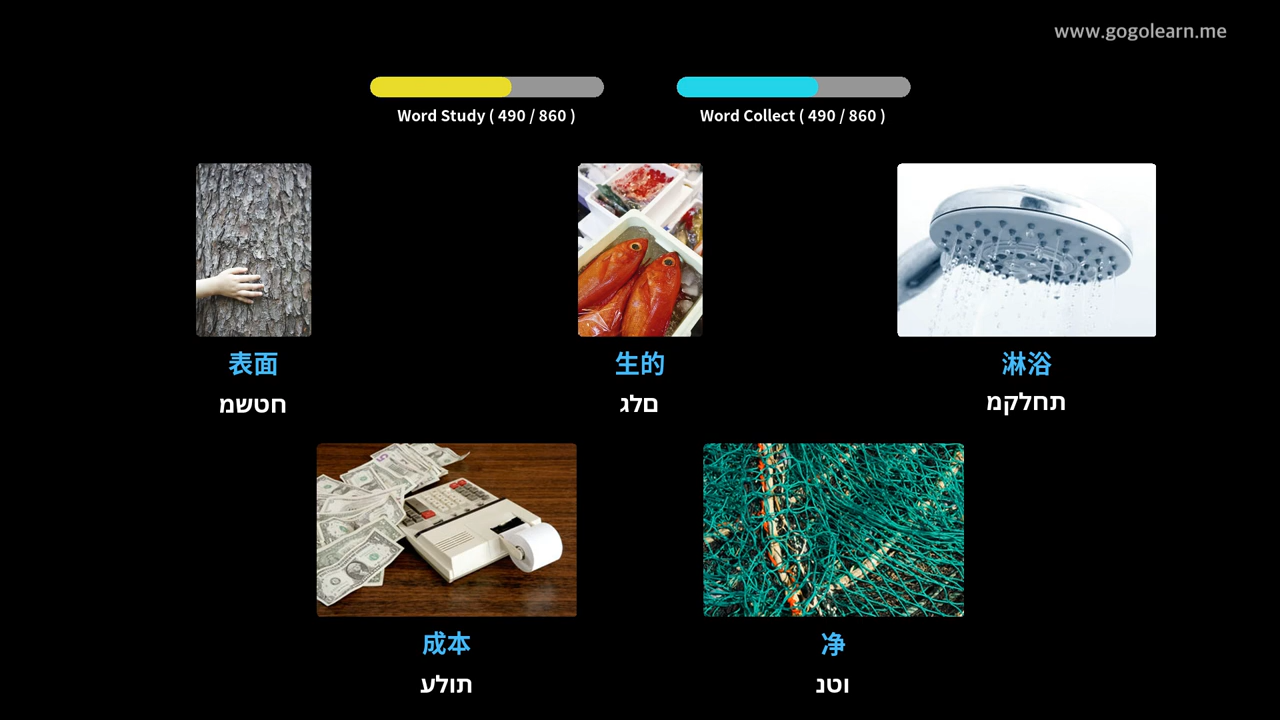 www.gogolearn.me
Word Study ( 490 / 860 )
Word Collect ( 490 / 860 )
表面
חטשמ
生的
םלג
淋浴
תחלקמ
成本
תולע
净
וטנ